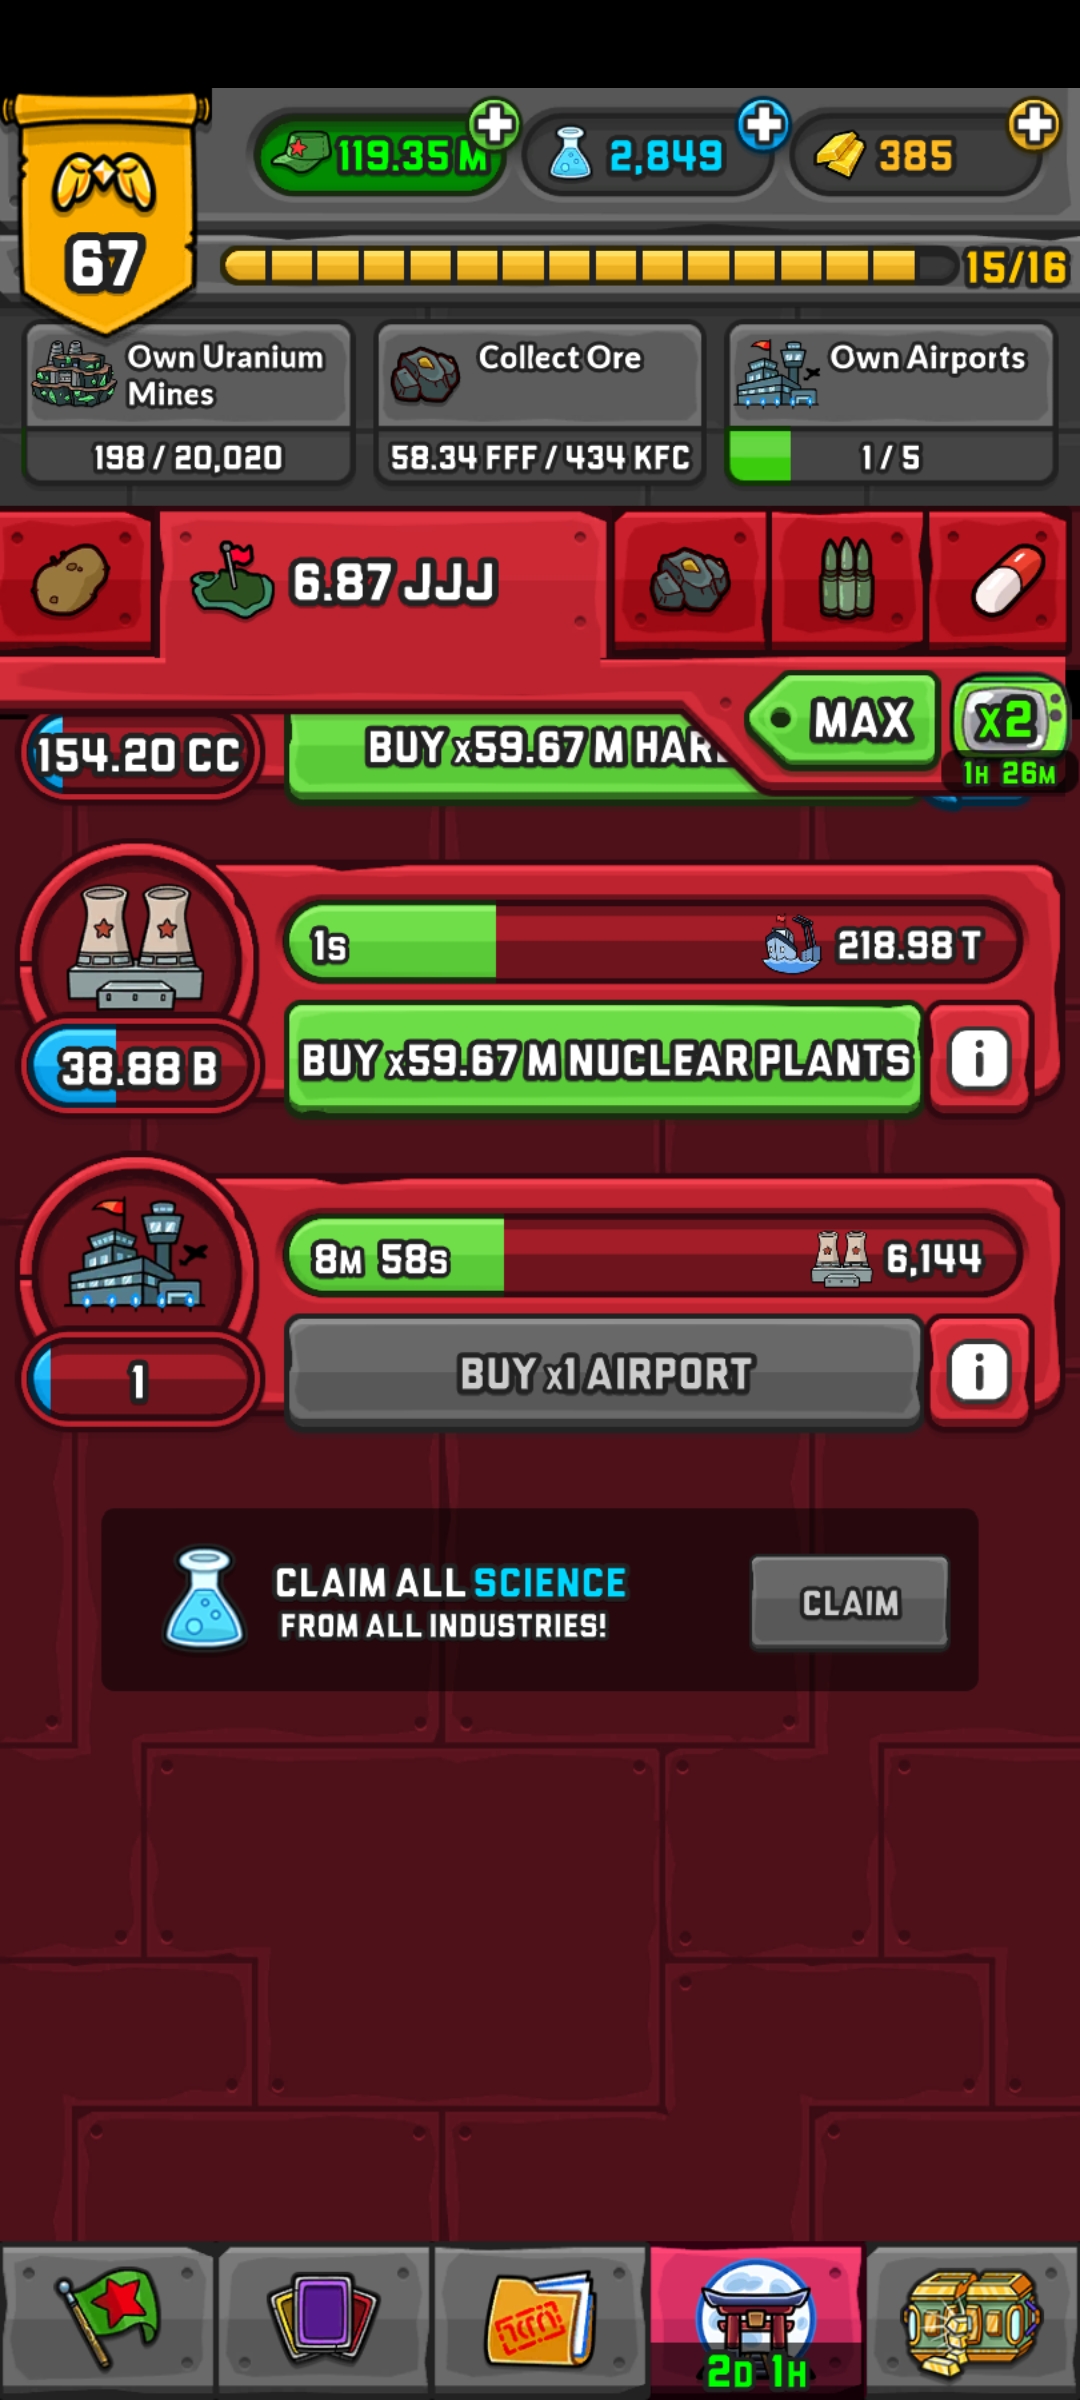 119.35 M
2,849
385
67
15/16
Own Uranium
Mines
198 / 20,020
Collect Ore
58.34 FFF / 434 KFC
Own Airports
1 / 5
6.87 JJJ
MAX
x2
1H 26M
154.20 CC
BUY x59.67 M HAR
1S
218.98 T
38.88 B
BUY x59.67 M NUCLEAR PLANTS
i
8M 58S
6,144
1
BUY x1 AIRPORT
i
CLAIM ALL SCIENCE
FROM ALL INDUSTRIES!
CLAIM
2D 1H